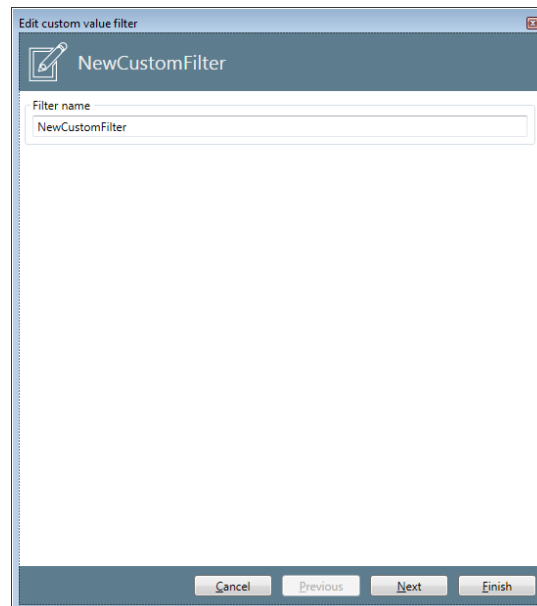 Edit custom value filter
NewCustomFilter
Filter name
NewCustomFilter
Cancel Previous Next Finish